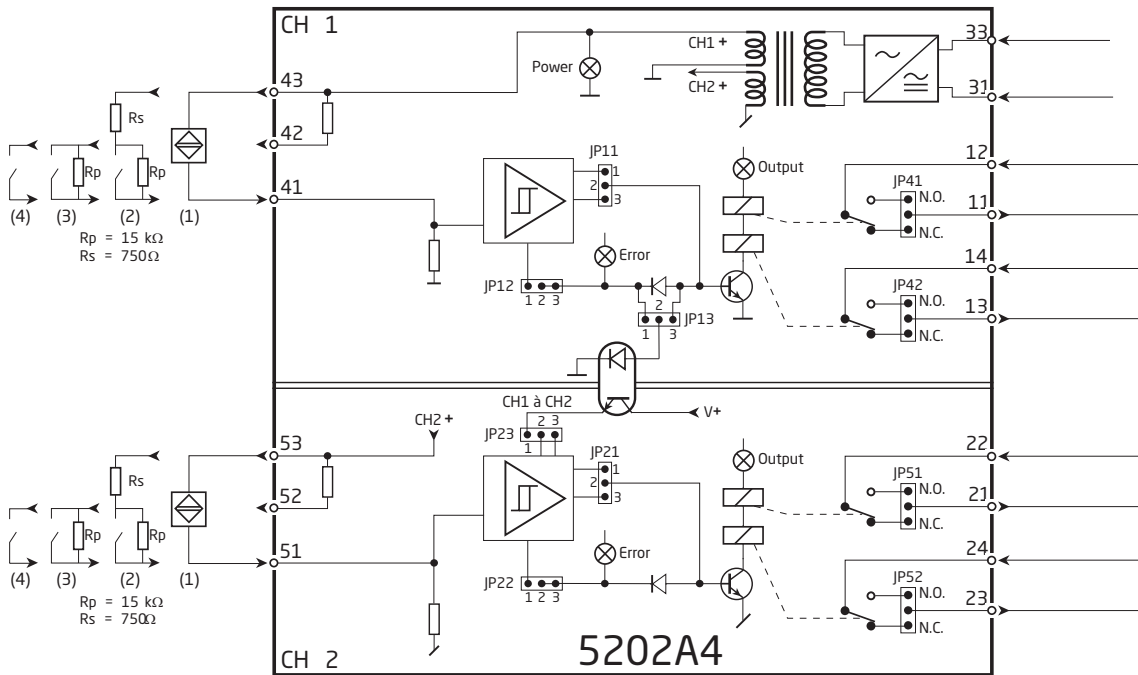 CH 1
33
CH1 +
Power
CH2 +
31
43
Rs
42
12
JP11
Output
JP41
1
N.O.
Rp
Rp
41
2
11
3
N.C.
(4)
(3)
(2)
(1)
Rp = 15 kΩ
Rs = 750Ω
Error
14
JP12
2
JP42
N.O.
1 2 3
JP13
13
1
3
N.C.
CH1 à CH2
V+
CH2 +
2 3
JP23
1
53
JP21
22
Rs
Output
JP51
1
N.O.
52
2
21
3
N.C.
Rp
Rp
51
Error
24
(4)
(3)
(2)
(1)
JP22
JP52
1 2 3
N.O.
Rp = 15 kΩ
Rs = 750Ω
23
N.C.
CH 2
5202A4